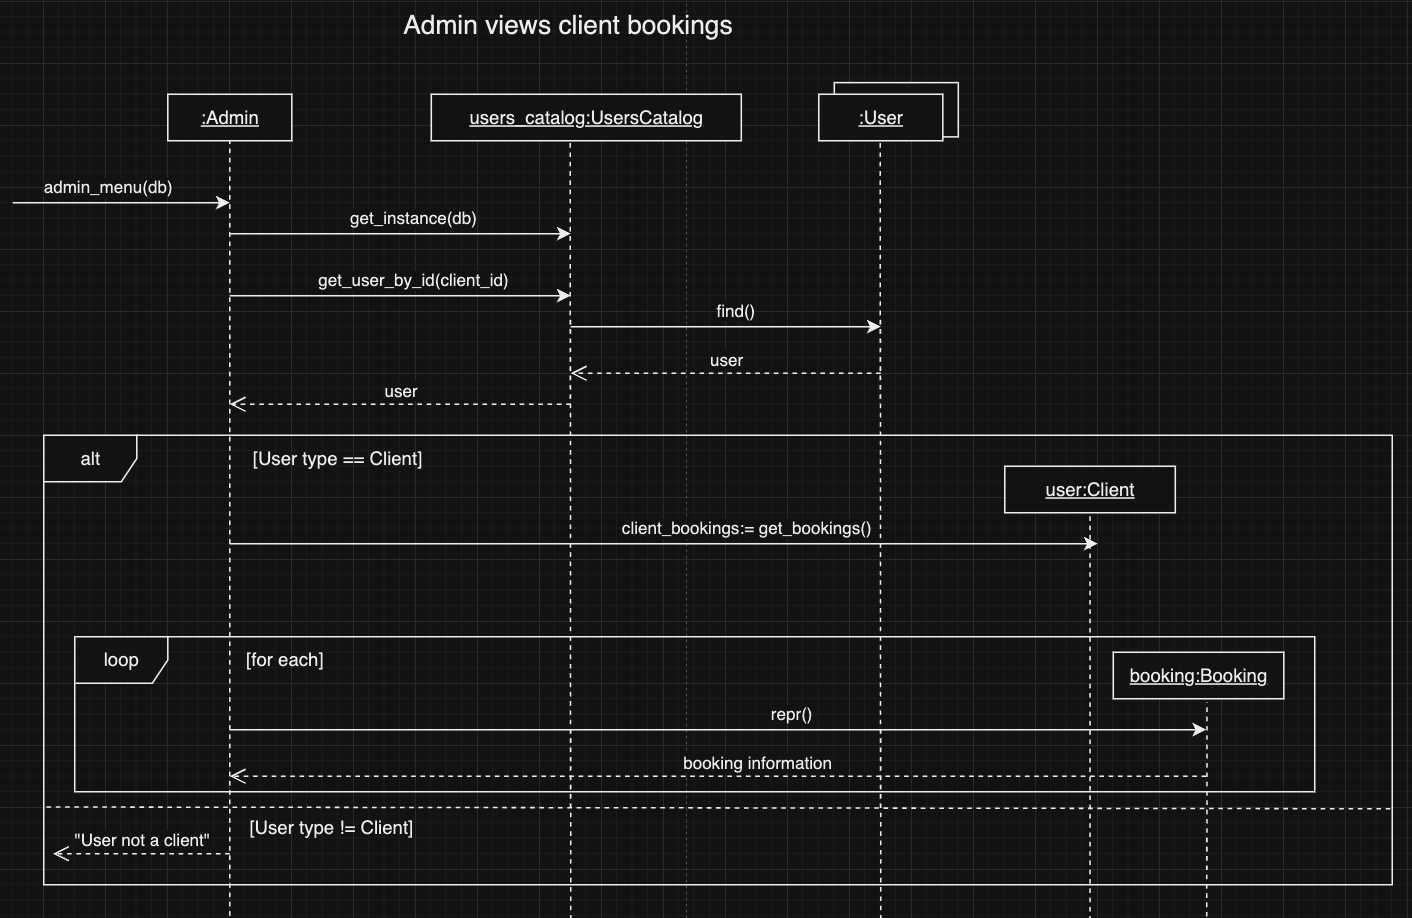 Admin views client bookings
:Admin
users_catalog:UsersCatalog
:User
admin_menu(db)
get_instance(db)
get_user_by_id(client_id)
find()
user
user
alt
[User type == Client]
user:Client
client_bookings:= get_bookings()
loop
[for each]
booking:Booking
repr()
booking information
[User type != Client]
"User not a client"